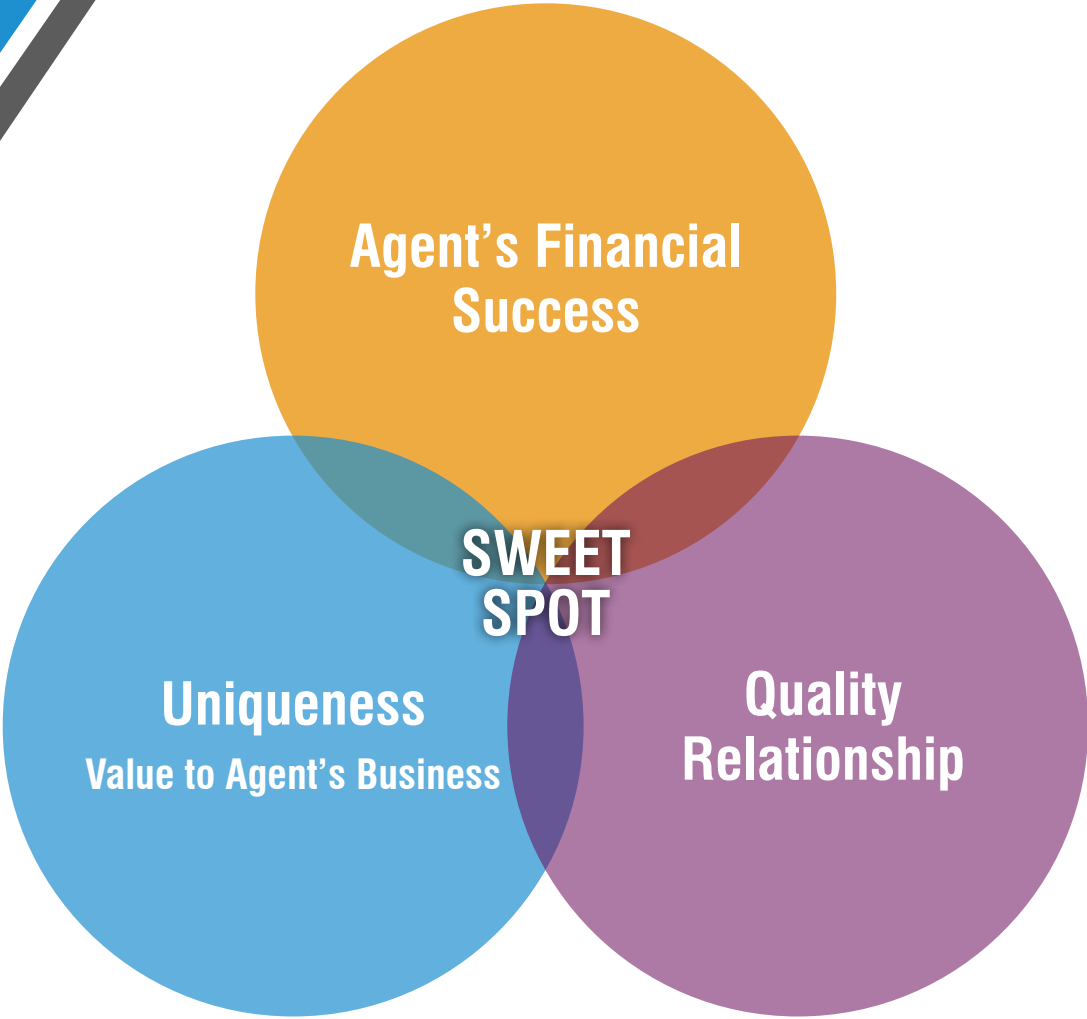 Agent’s Financial
Success
SWEET
SPOT
Uniqueness
Value to Agent’s Business
Quality
Relationship